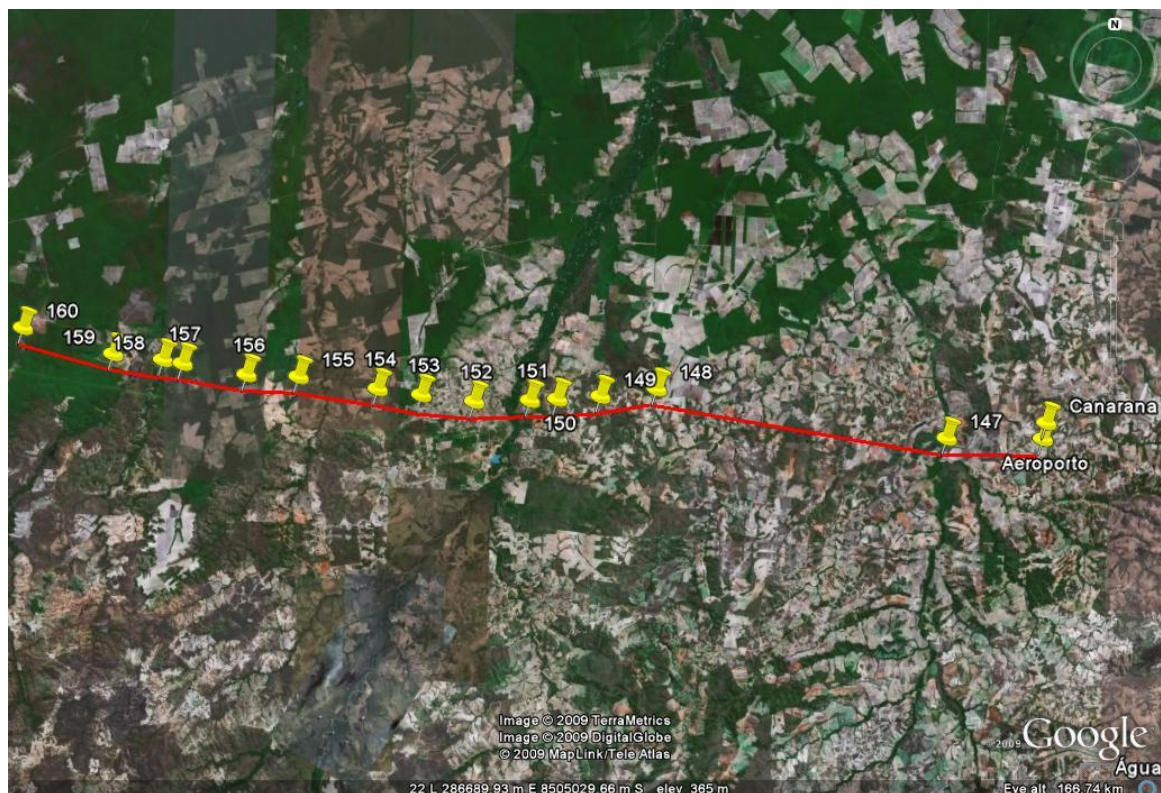 N
160
159
158
157
156
155
154
153
152
151
150
149
148
147
Canarana
Aeroporto
Image © 2009 TerraMetrics
Image © 2009 DigitalGlobe
© 2009 MapLink/Tele Atlas
©2009 Google
Água
22 L 286689.93 m E 8505029.66 m S elev 365 m
Eye alt 166.74 km